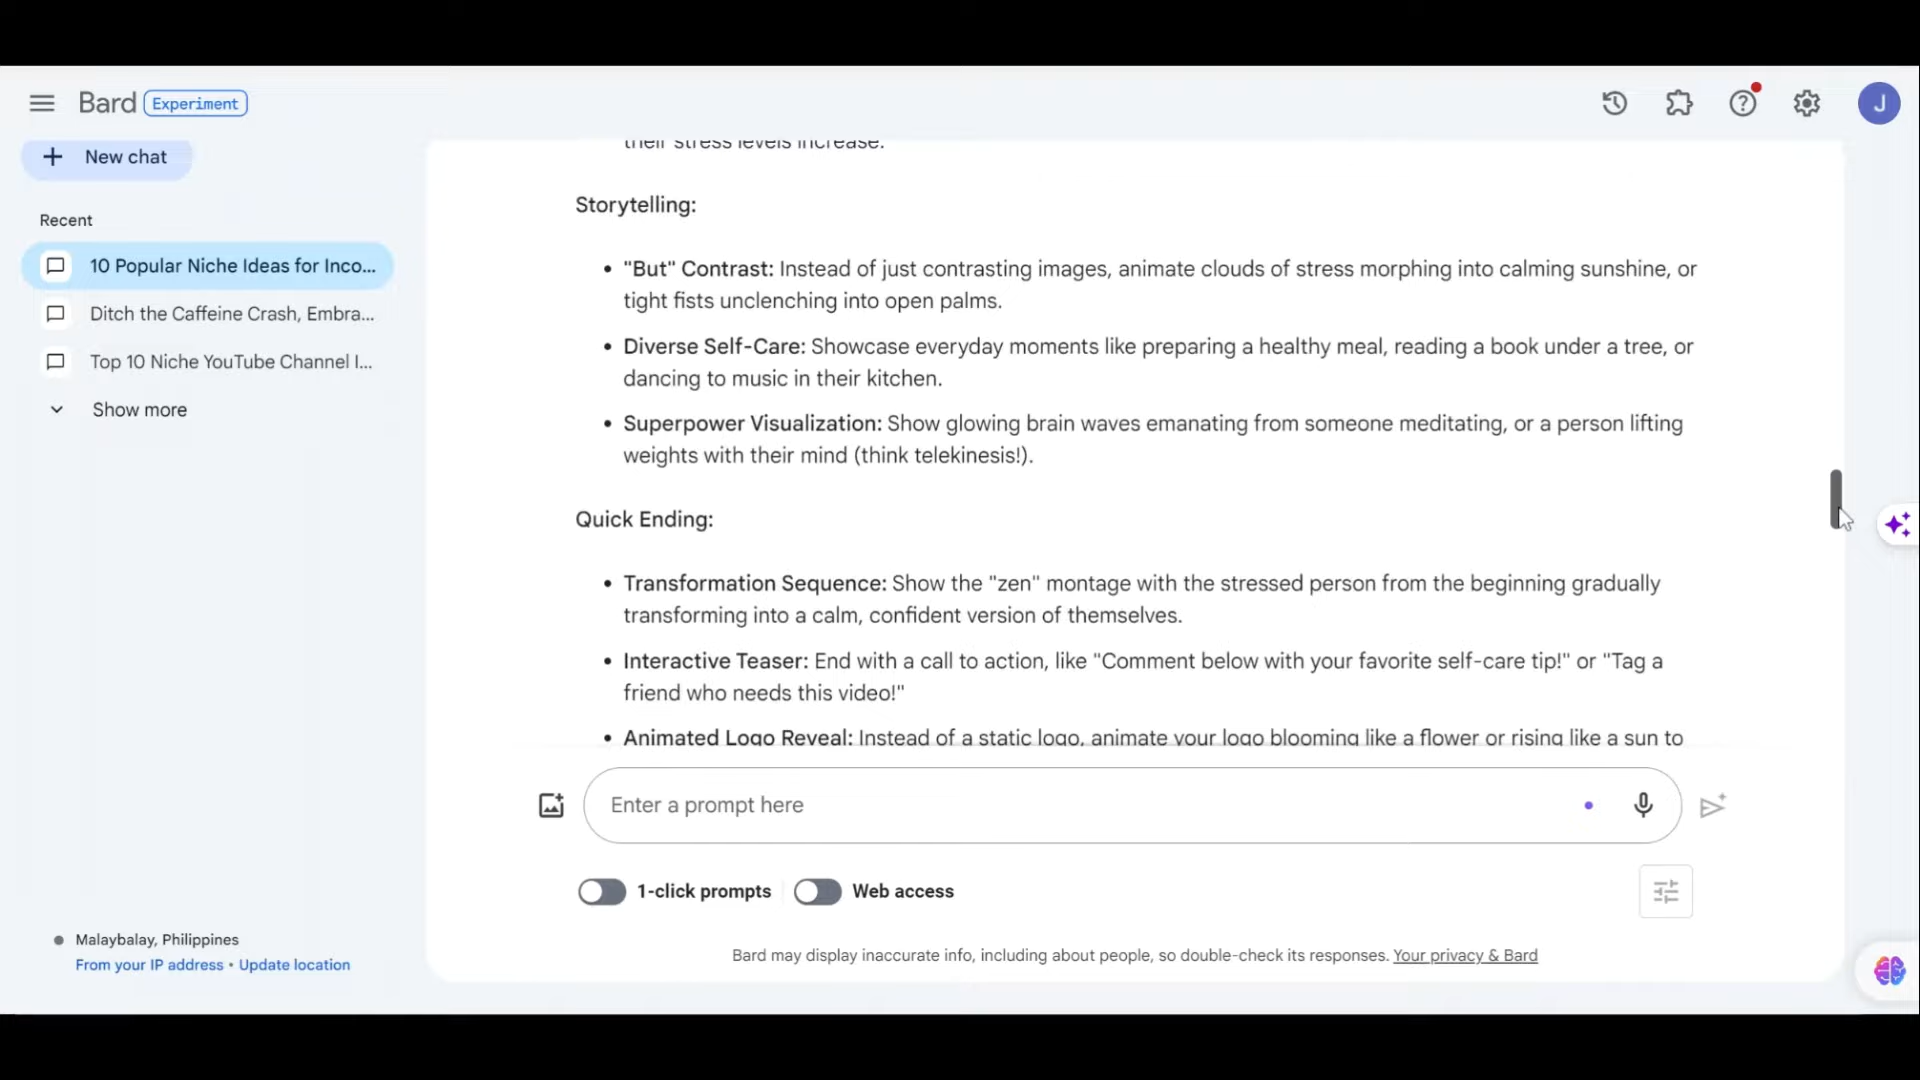 Bard Experiment
J
New chat
Recent
10 Popular Niche Ideas for Inco...
Ditch the Caffeine Crash, Embra...
Top 10 Niche YouTube Channel I...
Show more
Malaybalay, Philippines
From your IP address • Update location
their stress levels increase.
Storytelling:
• "But" Contrast: Instead of just contrasting images, animate clouds of stress morphing into calming sunshine, or
tight fists unclenching into open palms.
• Diverse Self-Care: Showcase everyday moments like preparing a healthy meal, reading a book under a tree, or
dancing to music in their kitchen.
• Superpower Visualization: Show glowing brain waves emanating from someone meditating, or a person lifting
weights with their mind (think telekinesis!).
Quick Ending:
• Transformation Sequence: Show the "zen" montage with the stressed person from the beginning gradually
transforming into a calm, confident version of themselves.
• Interactive Teaser: End with a call to action, like "Comment below with your favorite self-care tip!" or "Tag a
friend who needs this video!"
• Animated Logo Reveal: Instead of a static logo, animate your logo blooming like a flower or rising like a sun to
Enter a prompt here
1-click prompts Web access
Bard may display inaccurate info, including about people, so double-check its responses. Your privacy & Bard